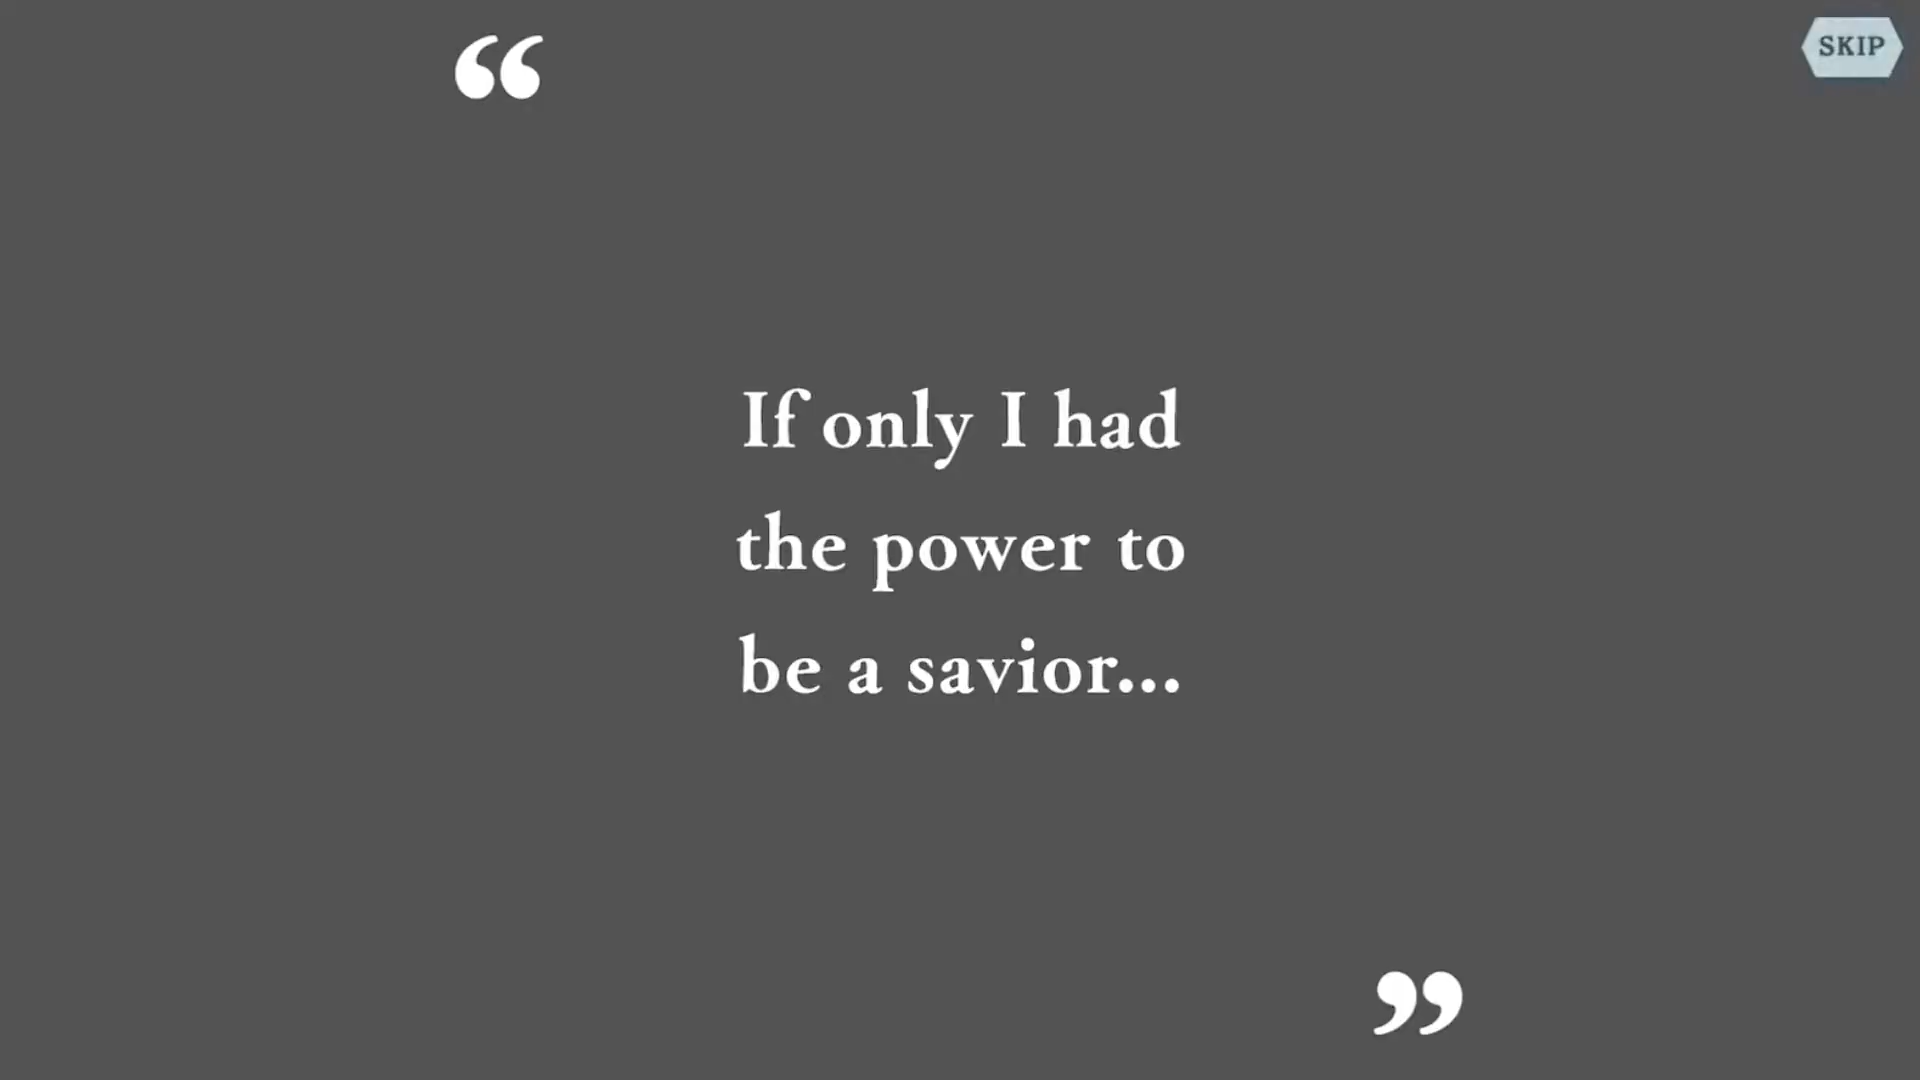 “
SKIP
If only I had
the power to
be a savior...
”